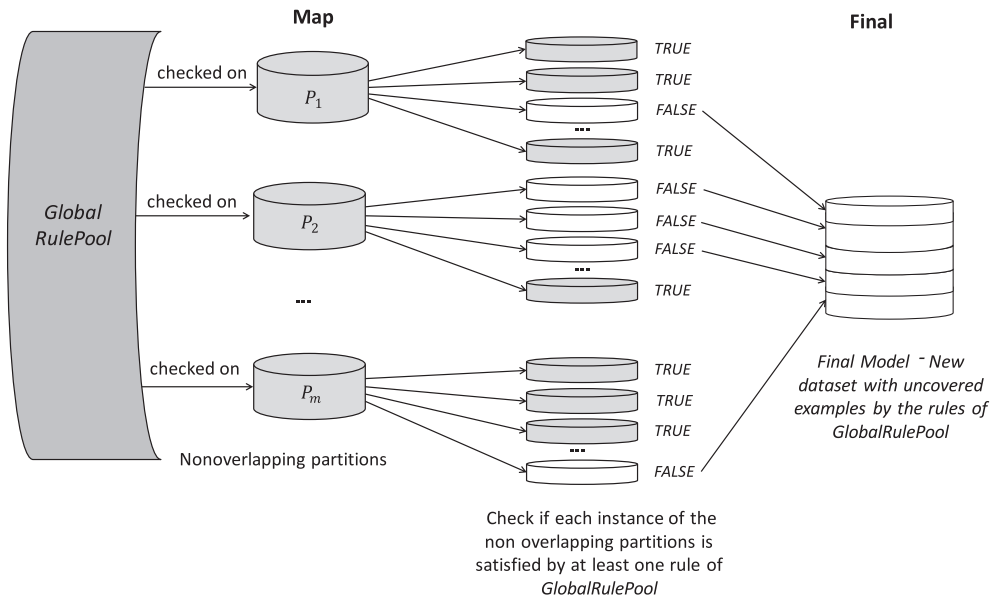 Map
Final
Global
RulePool
checked on
P₁
TRUE
TRUE
FALSE
...
TRUE
checked on
P₂
FALSE
FALSE
FALSE
...
TRUE
...
checked on
Pₘ
TRUE
TRUE
TRUE
...
FALSE
Nonoverlapping partitions
Check if each instance of the
non overlapping partitions is
satisfied by at least one rule of
GlobalRulePool
Final Model - New
dataset with uncovered
examples by the rules of
GlobalRulePool